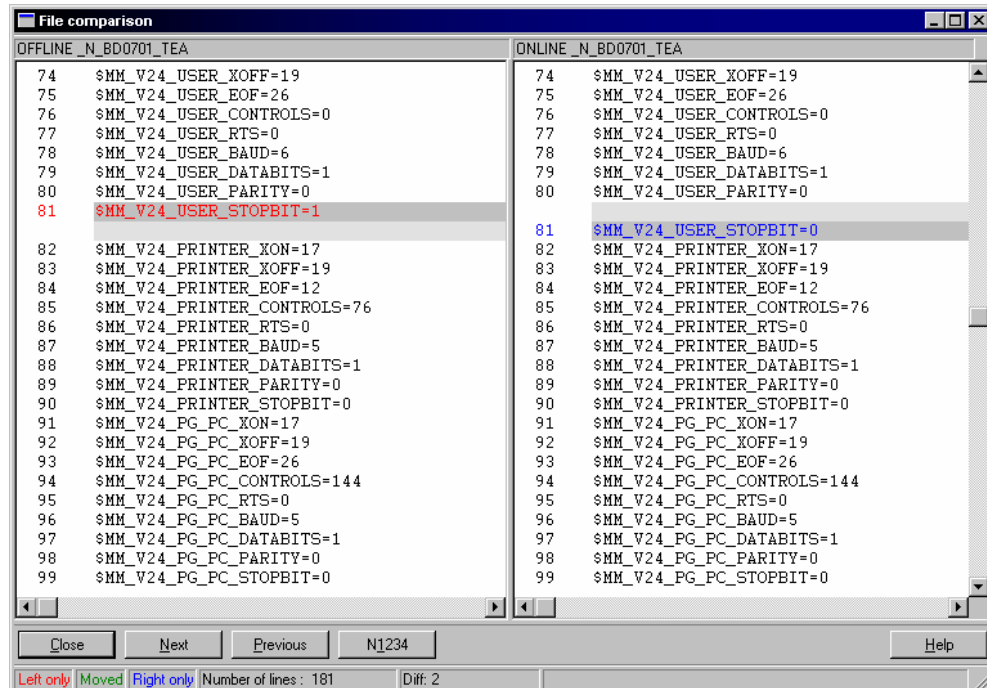 File comparison
OFFLINE _N_BD0701_TEA
74 $MM_V24_USER_XOFF=19
75 $MM_V24_USER_EOF=26
76 $MM_V24_USER_CONTROLS=0
77 $MM_V24_USER_RTS=0
78 $MM_V24_USER_BAUD=6
79 $MM_V24_USER_DATABITS=1
80 $MM_V24_USER_PARITY=0
81 $MM_V24_USER_STOPBIT=1
82 $MM_V24_PRINTER_XON=17
83 $MM_V24_PRINTER_XOFF=19
84 $MM_V24_PRINTER_EOF=12
85 $MM_V24_PRINTER_CONTROLS=76
86 $MM_V24_PRINTER_RTS=0
87 $MM_V24_PRINTER_BAUD=5
88 $MM_V24_PRINTER_DATABITS=1
89 $MM_V24_PRINTER_PARITY=0
90 $MM_V24_PRINTER_STOPBIT=0
91 $MM_V24_PG_PC_XON=17
92 $MM_V24_PG_PC_XOFF=19
93 $MM_V24_PG_PC_EOF=26
94 $MM_V24_PG_PC_CONTROLS=144
95 $MM_V24_PG_PC_RTS=0
96 $MM_V24_PG_PC_BAUD=5
97 $MM_V24_PG_PC_DATABITS=1
98 $MM_V24_PG_PC_PARITY=0
99 $MM_V24_PG_PC_STOPBIT=0
ONLINE _N_BD0701_TEA
74 $MM_V24_USER_XOFF=19
75 $MM_V24_USER_EOF=26
76 $MM_V24_USER_CONTROLS=0
77 $MM_V24_USER_RTS=0
78 $MM_V24_USER_BAUD=6
79 $MM_V24_USER_DATABITS=1
80 $MM_V24_USER_PARITY=0
81 $MM_V24_USER_STOPBIT=0
82 $MM_V24_PRINTER_XON=17
83 $MM_V24_PRINTER_XOFF=19
84 $MM_V24_PRINTER_EOF=12
85 $MM_V24_PRINTER_CONTROLS=76
86 $MM_V24_PRINTER_RTS=0
87 $MM_V24_PRINTER_BAUD=5
88 $MM_V24_PRINTER_DATABITS=1
89 $MM_V24_PRINTER_PARITY=0
90 $MM_V24_PRINTER_STOPBIT=0
91 $MM_V24_PG_PC_XON=17
92 $MM_V24_PG_PC_XOFF=19
93 $MM_V24_PG_PC_EOF=26
94 $MM_V24_PG_PC_CONTROLS=144
95 $MM_V24_PG_PC_RTS=0
96 $MM_V24_PG_PC_BAUD=5
97 $MM_V24_PG_PC_DATABITS=1
98 $MM_V24_PG_PC_PARITY=0
99 $MM_V24_PG_PC_STOPBIT=0
Close Next Previous N1234 Help
Left only Moved Right only Number of lines : 181 Diff: 2